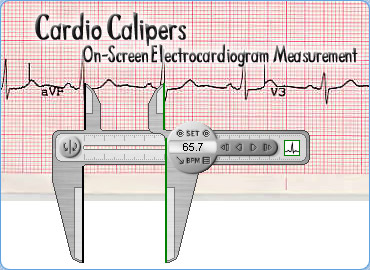 Cardio Calipers
On-Screen Electrocardiogram Measurement
aVF
V3
SET
65.7
BPM